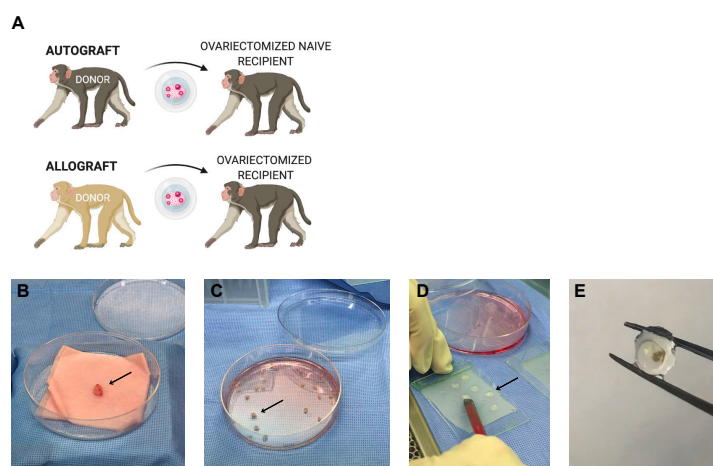 A
AUTOGRAFT
DONOR
OVARIECTOMIZED NAIVE
RECIPIENT
ALLOGRAFT
DONOR
OVARIECTOMIZED
RECIPIENT
B
C
D
E